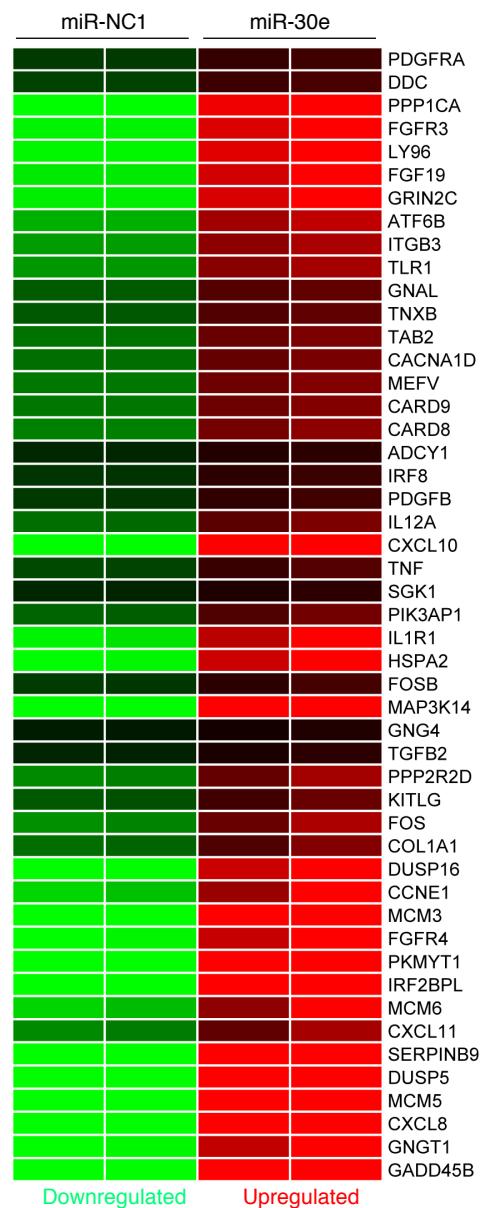 miR-NC1 miR-30e
PDGFRA
DDC
PPP1CA
FGFR3
LY96
FGF19
GRIN2C
ATF6B
ITGB3
TLR1
GNAL
TNXB
TAB2
CACNA1D
MEFV
CARD9
CARD8
ADCY1
IRF8
PDGFB
IL12A
CXCL10
TNF
SGK1
PIK3AP1
IL1R1
HSPA2
FOSB
MAP3K14
GNG4
TGFB2
PPP2R2D
KITLG
FOS
COL1A1
DUSP16
CCNE1
MCM3
FGFR4
PKMYT1
IRF2BPL
MCM6
CXCL11
SERPINB9
DUSP5
MCM5
CXCL8
GNGT1
GADD45B
Downregulated Upregulated